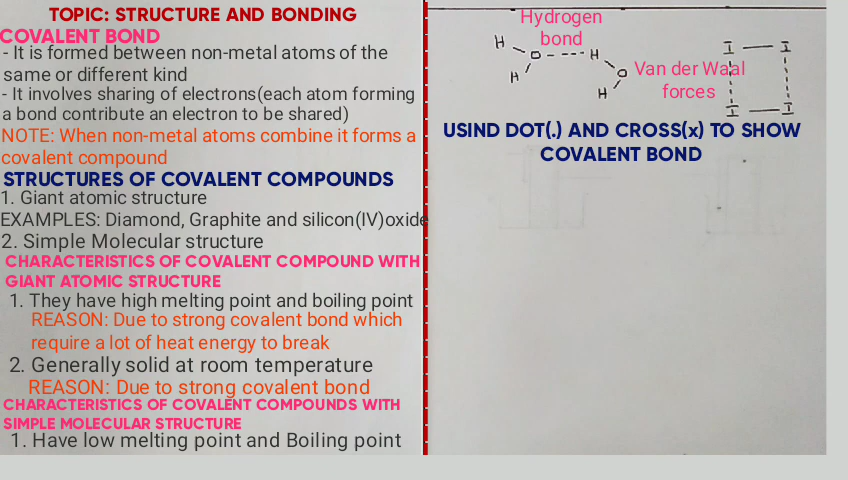 TOPIC: STRUCTURE AND BONDING
COVALENT BOND
- It is formed between non-metal atoms of the
same or different kind
- It involves sharing of electrons(each atom forming
a bond contribute an electron to be shared)
NOTE: When non-metal atoms combine it forms a
covalent compound
STRUCTURES OF COVALENT COMPOUNDS
1. Giant atomic structure
EXAMPLES: Diamond, Graphite and silicon(IV)oxide
2. Simple Molecular structure
CHARACTERISTICS OF COVALENT COMPOUND WITH
GIANT ATOMIC STRUCTURE
1. They have high melting point and boiling point
REASON: Due to strong covalent bond which
require a lot of heat energy to break
2. Generally solid at room temperature
REASON: Due to strong covalent bond
CHARACTERISTICS OF COVALENT COMPOUNDS WITH
SIMPLE MOLECULAR STRUCTURE
1. Have low melting point and Boiling point
Hydrogen
bond
H
O
H
H
O
H
Van der Waal
forces
I I
I I
USIND DOT(.) AND CROSS(x) TO SHOW
COVALENT BOND